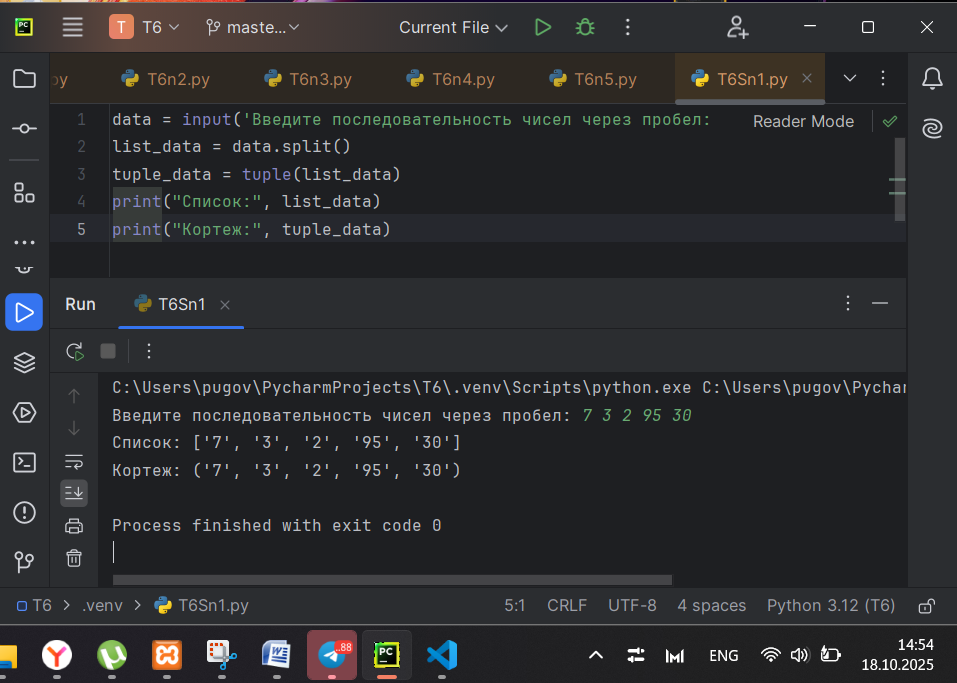 PC T T6 maste... Current File
py T6n2.py T6n3.py T6n4.py T6n5.py T6Sn1.py
1 data = input('Введите последовательность чисел через пробел: Reader Mode
2 list_data = data.split()
3 tuple_data = tuple(list_data)
4 print("Список:", list_data)
5 print("Кортеж:", tuple_data)
Run T6Sn1
C:\Users\pugov\PycharmProjects\T6\.venv\Scripts\python.exe C:\Users\pugov\Pychar
Введите последовательность чисел через пробел: 7 3 2 95 30
Список: ['7', '3', '2', '95', '30']
Кортеж: ('7', '3', '2', '95', '30')
Process finished with exit code 0
T6 > .venv > T6Sn1.py 5:1 CRLF UTF-8 4 spaces Python 3.12 (T6)
..88 PC ENG 14:54
18.10.2025